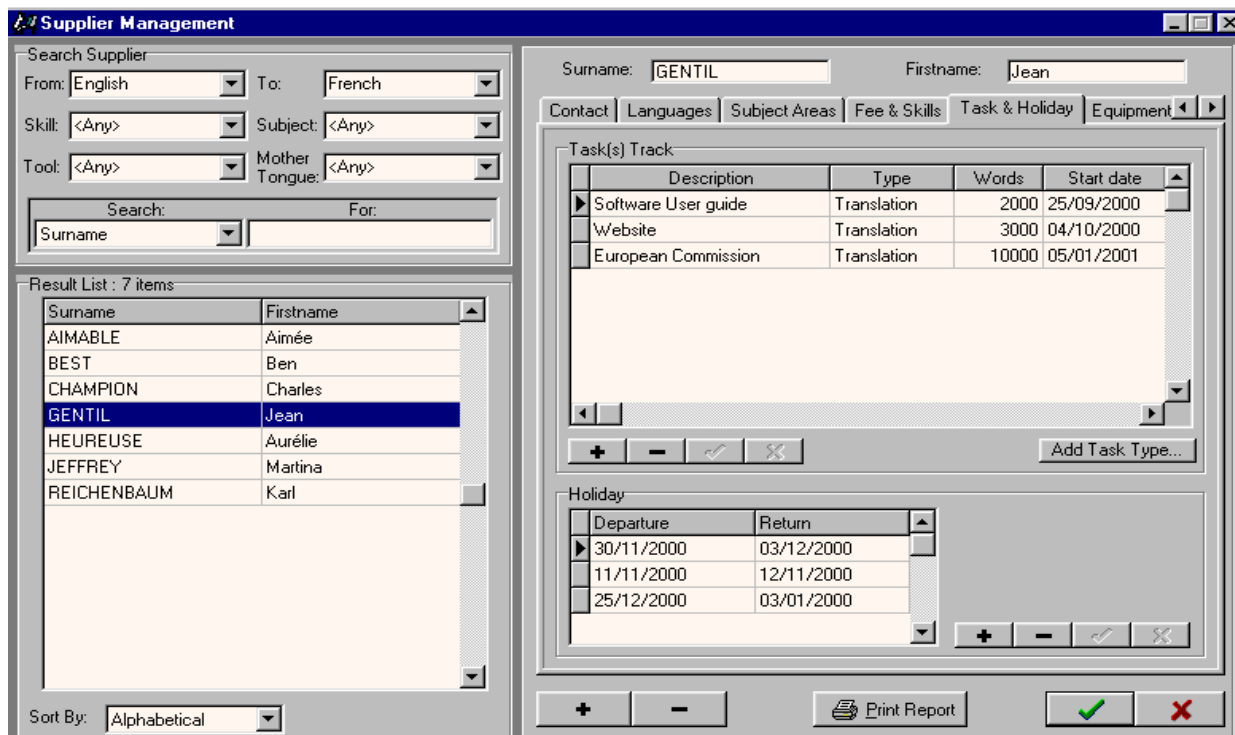 Supplier Management
Search Supplier
From: English To: French
Skill: <Any> Subject: <Any>
Tool: <Any> Mother Tongue: <Any>
Search: For:
Surname
Result List : 7 items
Surname Firstname
AIMABLE Aimée
BEST Ben
CHAMPION Charles
GENTIL Jean
HEUREUSE Aurélie
JEFFREY Martina
REICHENBAUM Karl
Sort By: Alphabetical
Surname: GENTIL Firstname: Jean
Contact Languages Subject Areas Fee & Skills Task & Holiday Equipment
Task(s) Track
Description Type Words Start date
Software User guide Translation 2000 25/09/2000
Website Translation 3000 04/10/2000
European Commission Translation 10000 05/01/2001
Add Task Type...
Holiday
Departure Return
30/11/2000 03/12/2000
11/11/2000 12/11/2000
25/12/2000 03/01/2000
Print Report